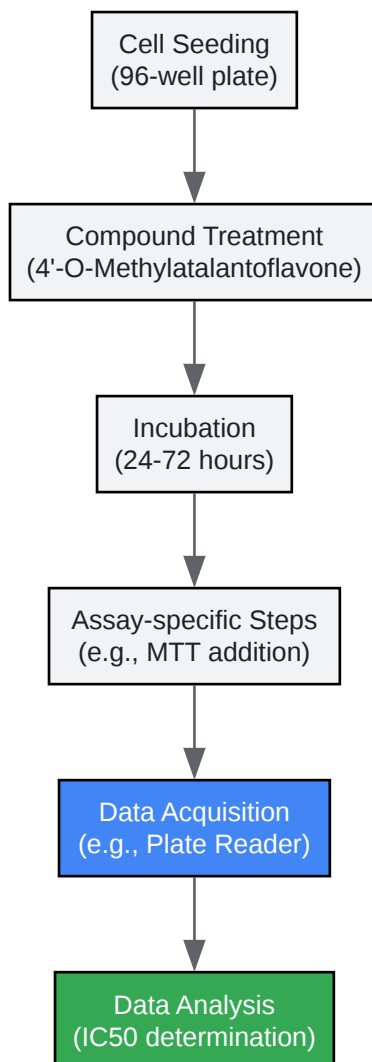 Cell Seeding
(96-well plate)
Compound Treatment
(4'-O-Methylatalantoflavone)
Incubation
(24-72 hours)
Assay-specific Steps
(e.g., MTT addition)
Data Acquisition
(e.g., Plate Reader)
Data Analysis
(IC50 determination)